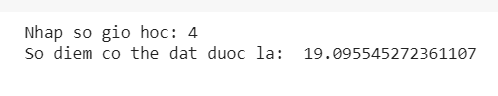 Nhap so gio hoc: 4
So diem co the dat duoc la:  19.095545272361107